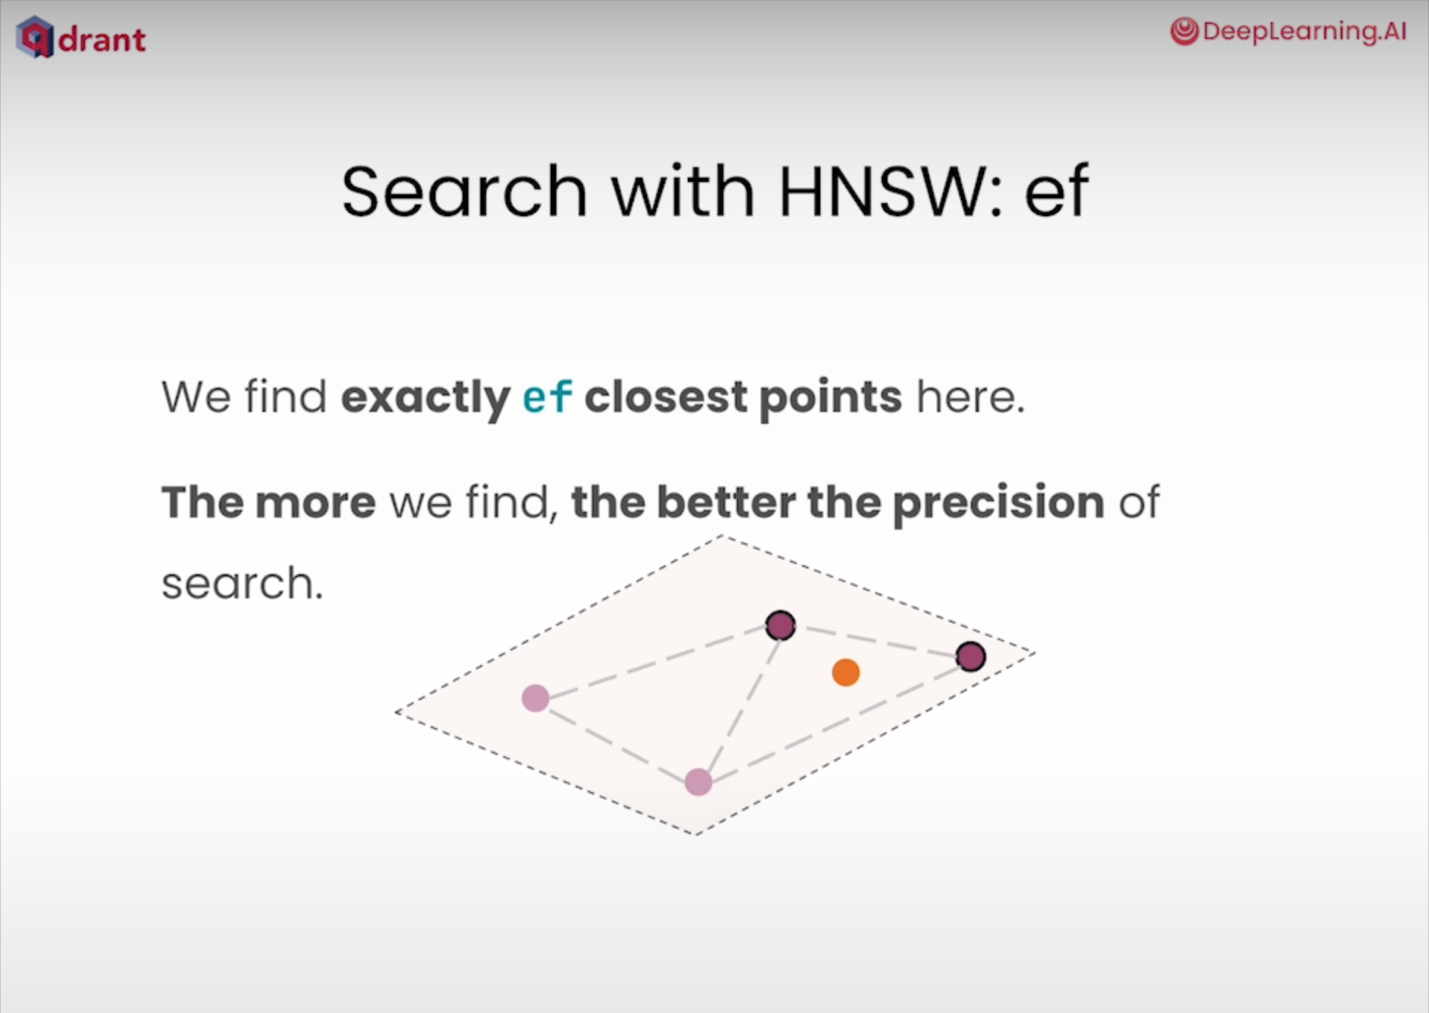 qdrant
DeepLearning.AI
Search with HNSW: ef
We find exactly ef closest points here.
The more we find, the better the precision of
search.